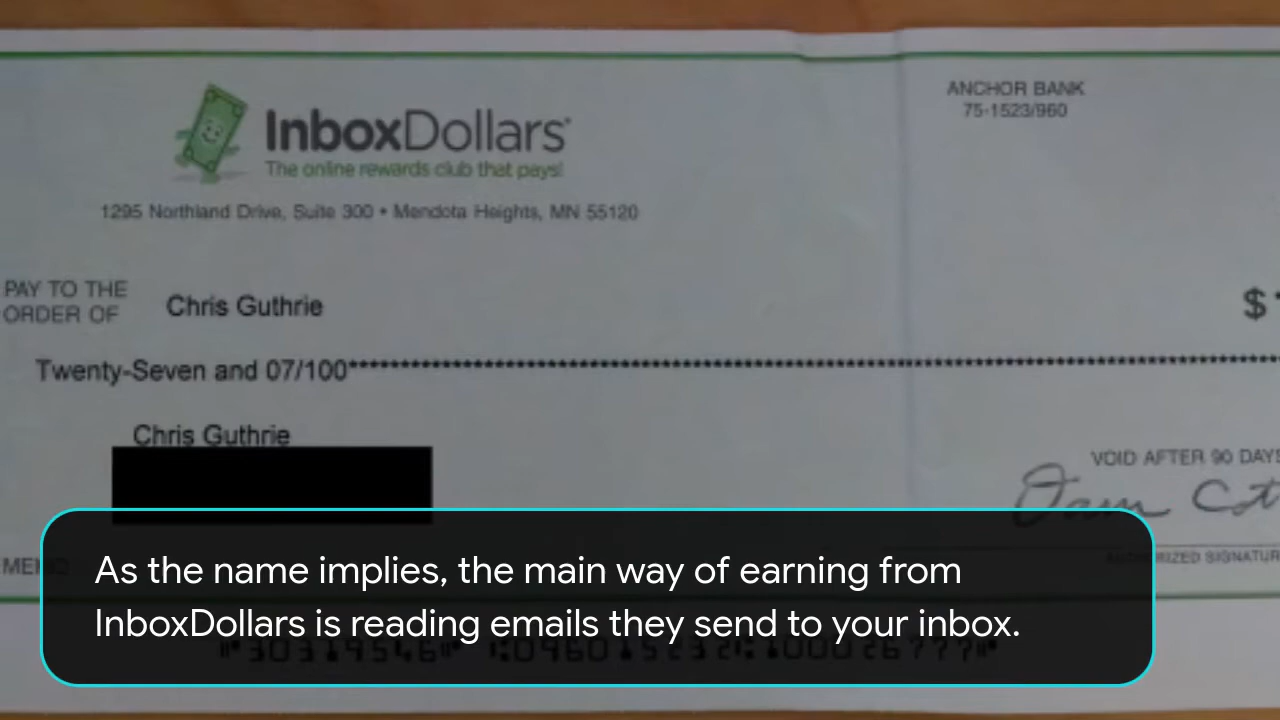 InboxDollars
The online rewards club that pays!
1295 Northland Drive, Suite 300 • Mendota Heights, MN 55120
ANCHOR BANK
75-1523/960
PAY TO THE
ORDER OF
Chris Guthrie
$
Twenty-Seven and 07/100
Chris Guthrie
VOID AFTER 90 DAYS
As the name implies, the main way of earning from
InboxDollars is reading emails they send to your inbox.